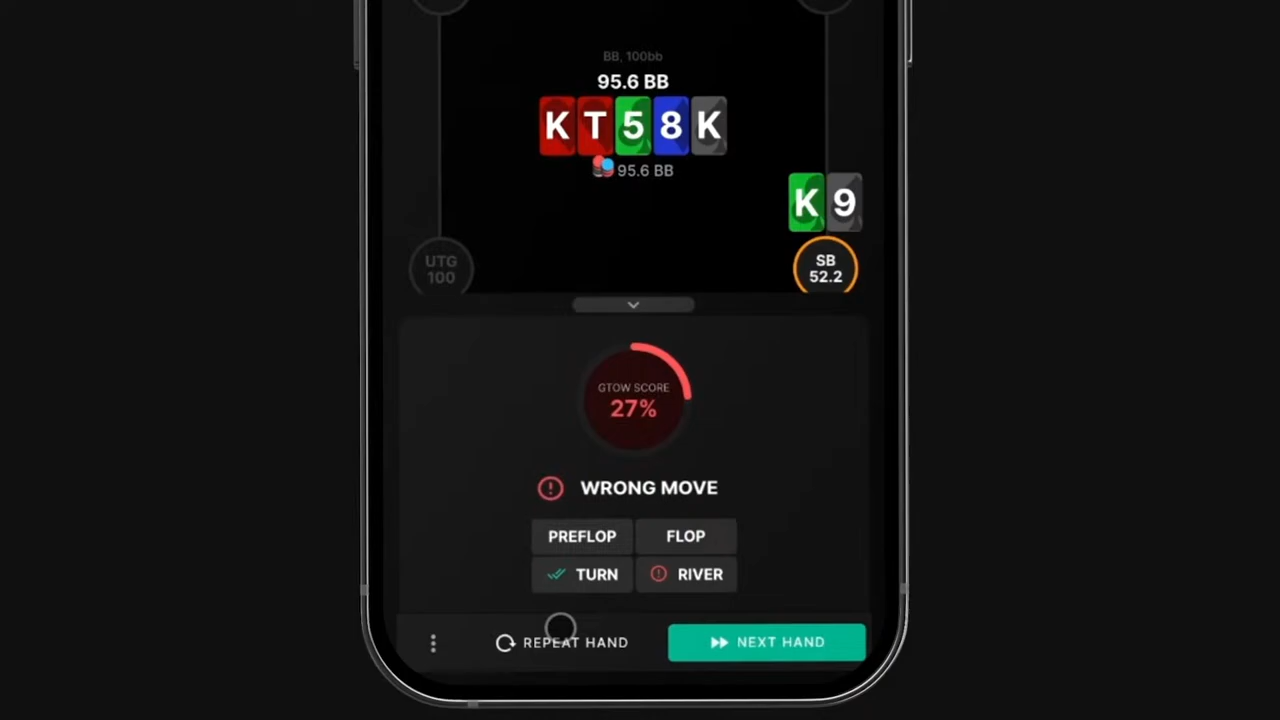 BB, 100bb
95.6 BB
K T 5 8 K
95.6 BB
K 9
UTG
100
SB
52.2
GTOW SCORE
27%
WRONG MOVE
PREFLOP FLOP
TURN RIVER
REPEAT HAND NEXT HAND